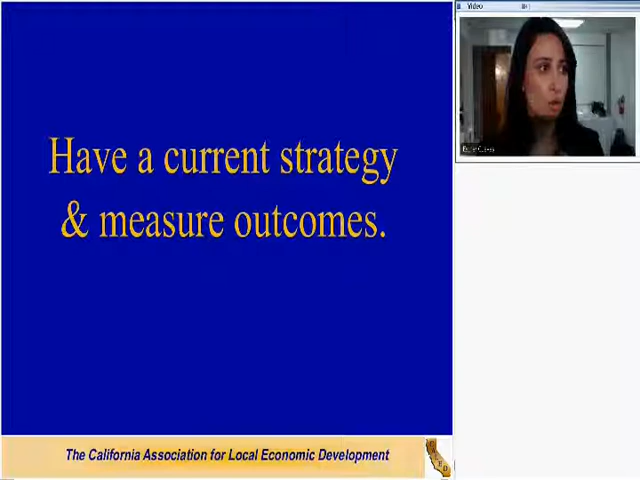 Video
Have a current strategy
& measure outcomes.
The California Association for Local Economic Development